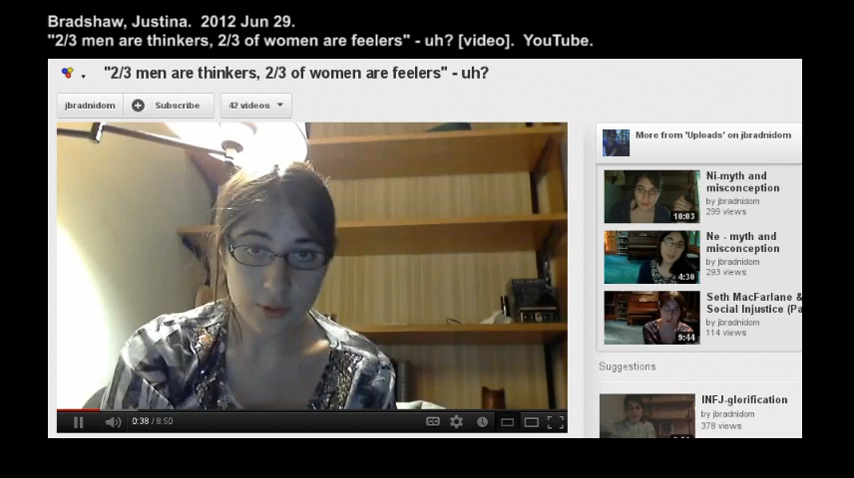 Bradshaw, Justina.  2012 Jun 29.
"2/3 men are thinkers, 2/3 of women are feelers" - uh? [video].  YouTube.
"2/3 men are thinkers, 2/3 of women are feelers" - uh?
jbradnidom
Subscribe
42 videos
More from 'Uploads' on jbradnidom
Ni-myth and
misconception
by jbradnidom
299 views
10:03
Ne - myth and
misconception
by jbradnidom
293 views
4:30
Seth MacFarlane &
Social Injustice (Pa
by jbradnidom
114 views
9:44
Suggestions
INFJ-glorification
by jbradnidom
378 views
0:38 / 8:50
CC